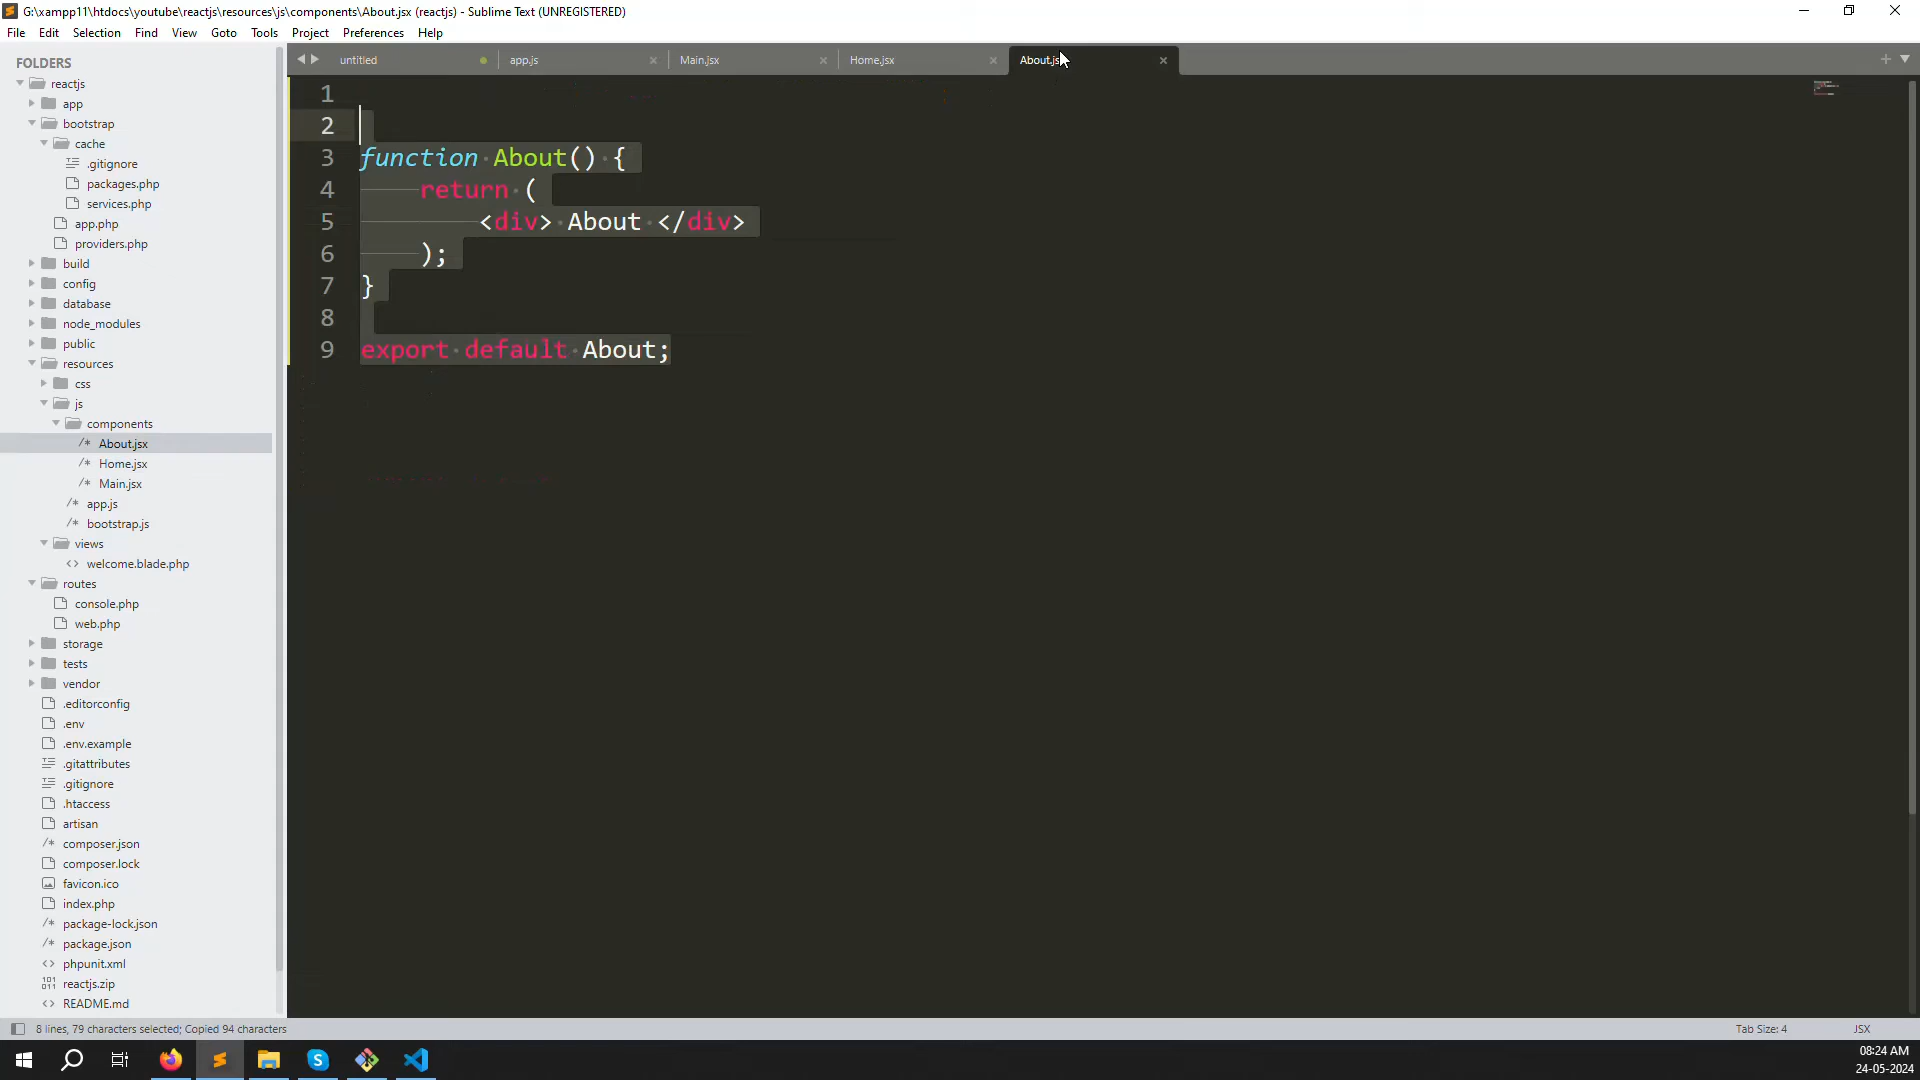 G:\xampp11\htdocs\youtube\reactjs\resources\js\components\About.jsx (reactjs) - Sublime Text (UNREGISTERED)
File Edit Selection Find View Goto Tools Project Preferences Help
FOLDERS
reactjs
app
bootstrap
cache
.gitignore
packages.php
services.php
app.php
providers.php
build
config
database
node_modules
public
resources
css
js
components
/* About.jsx
/* Home.jsx
/* Main.jsx
/* app.js
/* bootstrap.js
views
<> welcome.blade.php
routes
console.php
web.php
storage
tests
vendor
.editorconfig
.env
.env.example
.gitattributes
.gitignore
.htaccess
artisan
/* composer.json
composer.lock
favicon.ico
index.php
/* package-lock.json
/* package.json
<> phpunit.xml
reactjs.zip
<> README.md
untitled app.js Main.jsx Home.jsx About.js
1
2
3 function About() {
4 return (
5 <div> About </div>
6 );
7 }
8
9 export default About;
8 lines, 79 characters selected; Copied 94 characters
Tab Size: 4 JSX
08:24 AM
24-05-2024